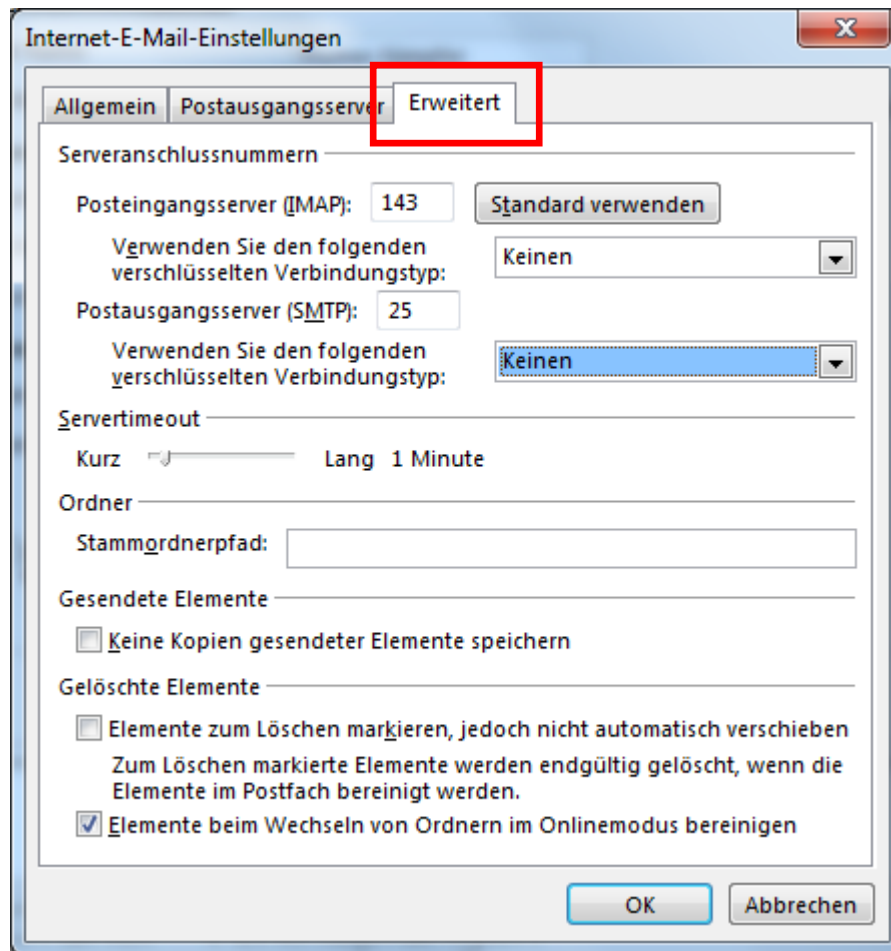 Internet-E-Mail-Einstellungen
Allgemein Postausgangsserver Erweitert
Serveranschlussnummern
Posteingangsserver (IMAP): 143 Standard verwenden
Verwenden Sie den folgenden
verschlüsselten Verbindungstyp: Keinen
Postausgangsserver (SMTP): 25
Verwenden Sie den folgenden
verschlüsselten Verbindungstyp: Keinen
Servertimeout
Kurz Lang 1 Minute
Ordner
Stammordnerpfad:
Gesendete Elemente
Keine Kopien gesendeter Elemente speichern
Gelöschte Elemente
Elemente zum Löschen markieren, jedoch nicht automatisch verschieben
Zum Löschen markierte Elemente werden endgültig gelöscht, wenn die
Elemente im Postfach bereinigt werden.
Elemente beim Wechseln von Ordnern im Onlinemodus bereinigen
OK Abbrechen